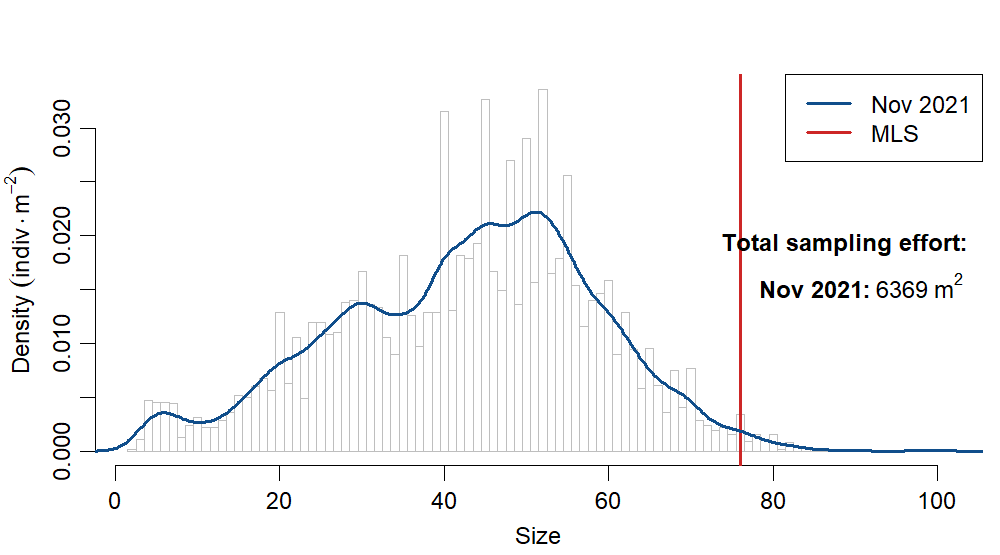 Nov 2021
MLS
Total sampling effort:
Nov 2021: 6369 m²
Density (indiv · m⁻²)
0.030
0.020
0.010
0.000
0 20 40 60 80 100
Size